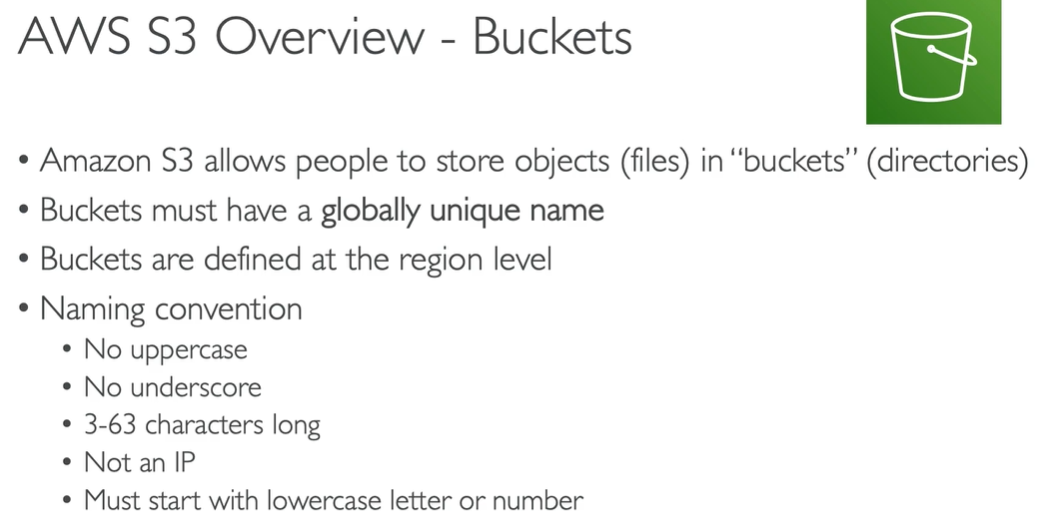 AWS S3 Overview - Buckets
• Amazon S3 allows people to store objects (files) in “buckets” (directories)
• Buckets must have a globally unique name
• Buckets are defined at the region level
• Naming convention
• No uppercase
• No underscore
• 3-63 characters long
• Not an IP
• Must start with lowercase letter or number